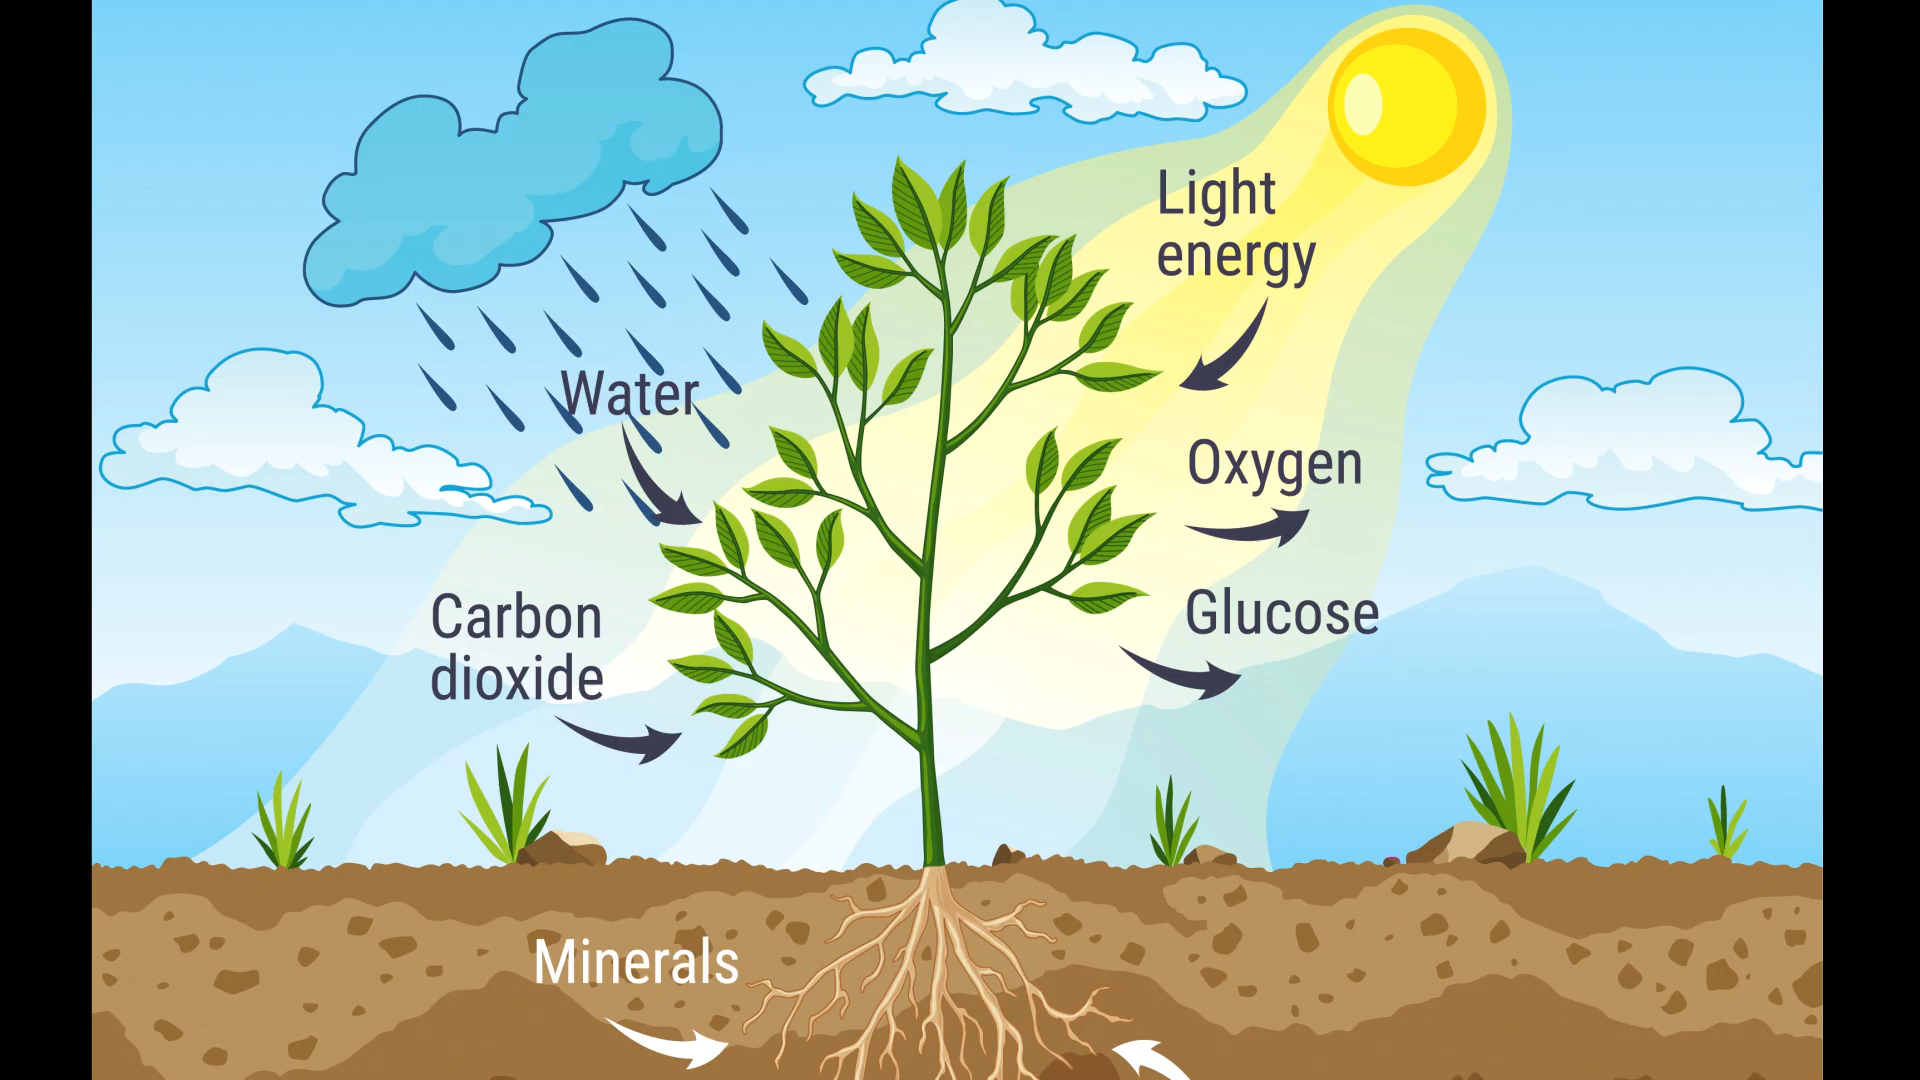 Light
energy
Water
Oxygen
Carbon
dioxide
Glucose
Minerals